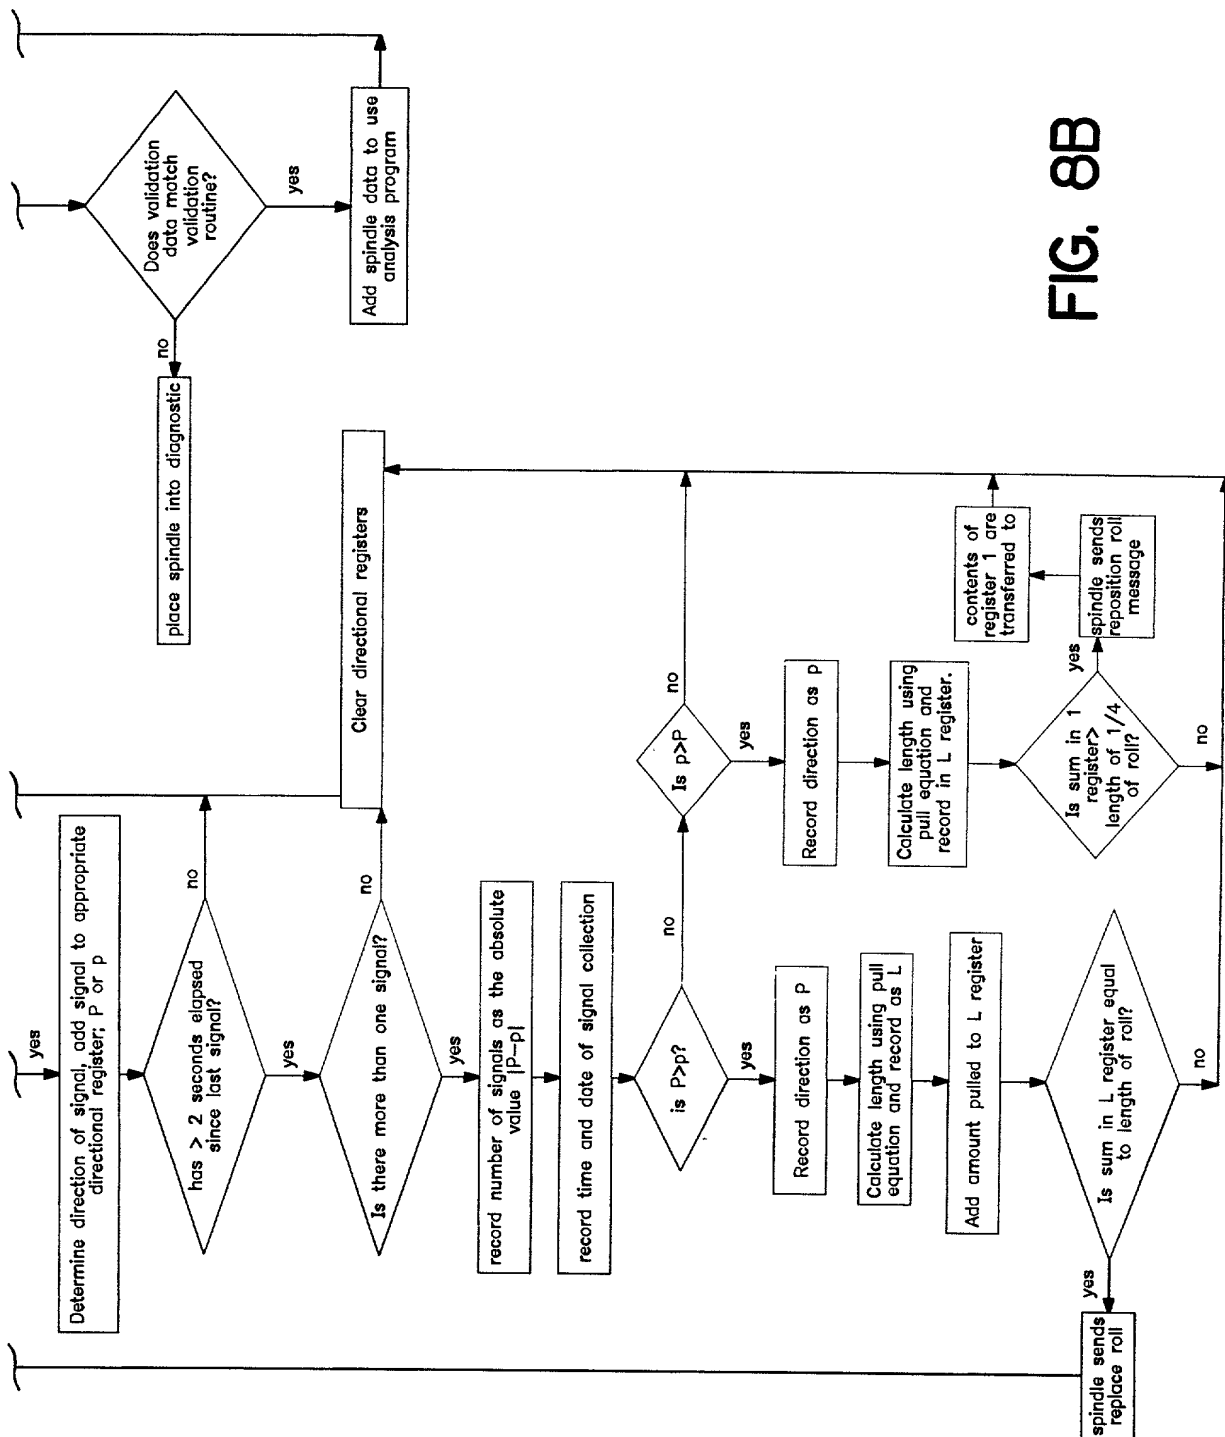 yes
Determine direction of signal, add signal to appropriate
directional register; P or p
has > 2 seconds elapsed
since last signal?
no
yes
Is there more than one signal?
no
yes
record number of signals as the absolute
value |P-p|
record time and date of signal collection
is P>p?
no
yes
Record direction as P
Calculate length using pull
equation and record as L
Add amount pulled to L register
Is sum in L register equal
to length of roll?
yes
no
spindle sends
replace roll
Is p>P
no
yes
Record direction as p
Calculate length using
pull equation and
record in L register.
Is sum in 1
register>
length of 1/4
of roll?
yes
no
spindle sends
reposition roll
message
contents of
register 1 are
transferred to
Clear directional registers
Does validation
data match
validation
routine?
no
yes
place spindle into diagnostic
Add spindle data to use
analysis program
FIG. 8B